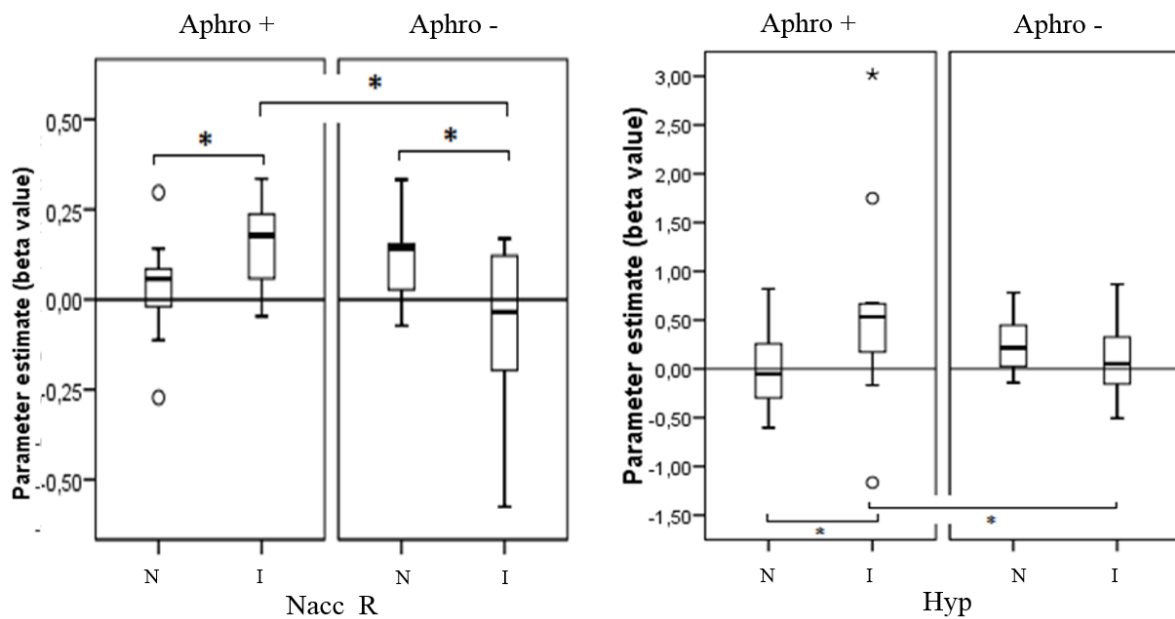 Aphro +
Aphro -
Parameter estimate (beta value)
0,50
0,25
0,00
-0,25
-0,50
*
*
*
N
I
N
I
Nacc R
Aphro +
Aphro -
Parameter estimate (beta value)
3,00
2,50
2,00
1,50
1,00
0,50
0,00
-0,50
-1,00
-1,50
*
*
*
N
I
N
I
Hyp